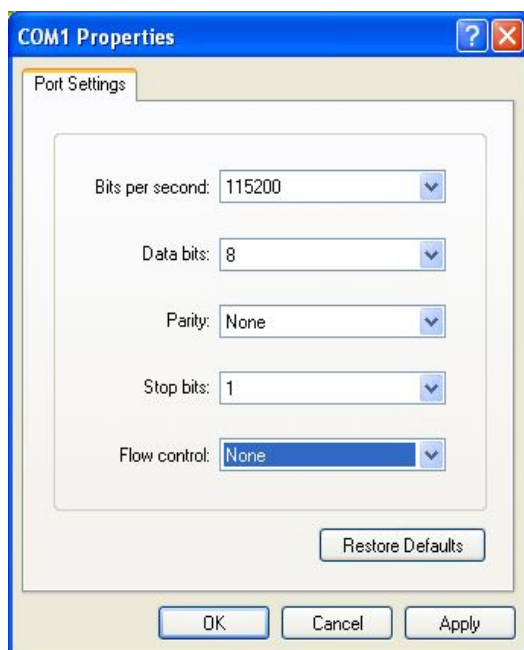 COM1 Properties
Port Settings
Bits per second: 115200
Data bits: 8
Parity: None
Stop bits: 1
Flow control: None
Restore Defaults
OK Cancel Apply